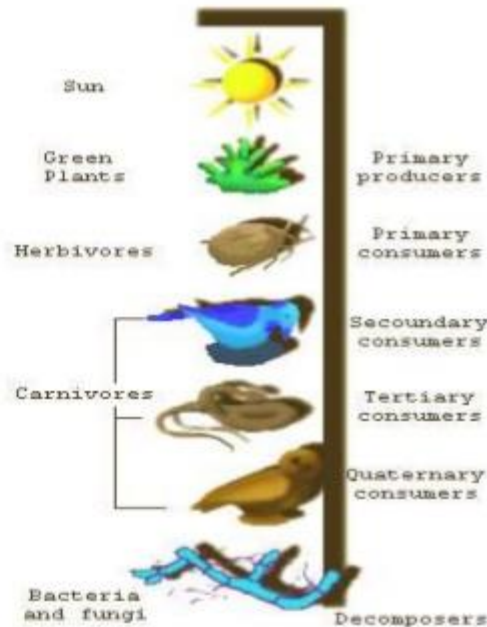 Sun
Green
Plants
Primary
producers
Herbivores
Primary
consumers
Secoundary
consumers
Carnivores
Tertiary
consumers
Quaternary
consumers
Bacteria
and fungi
Decomposers